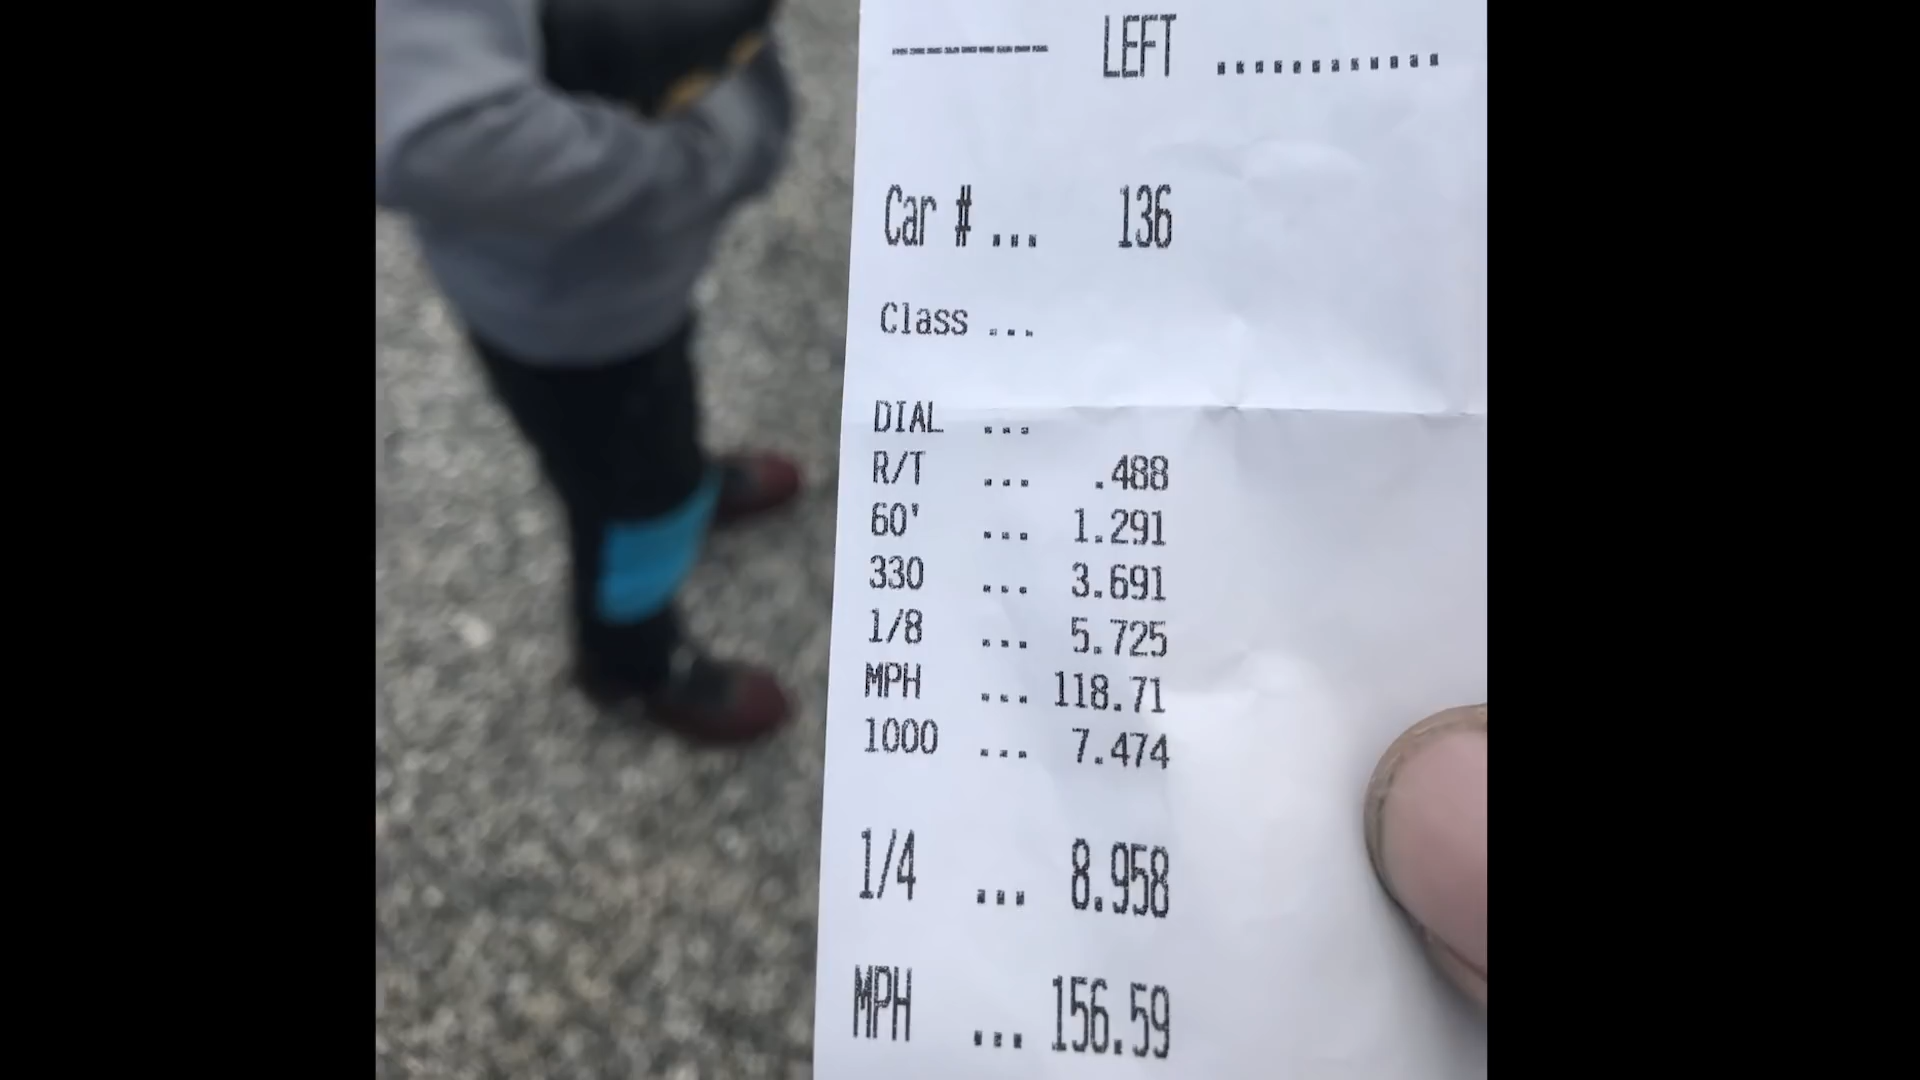 ---------- LEFT ............
Car # ... 136
Class ...
DIAL ...
R/T ... .488
60' ... 1.291
330 ... 3.691
1/8 ... 5.725
MPH ... 118.71
1000 ... 7.474
1/4 ... 8.958
MPH ... 156.59